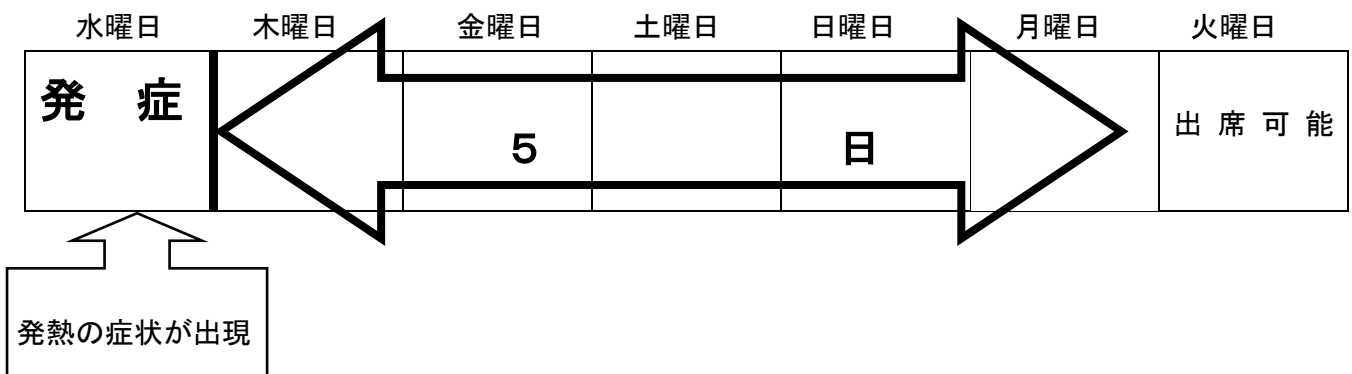 水曜日 木曜日 金曜日 土曜日 日曜日 月曜日 火曜日
発 症
出 席 可 能
5 日
発熱の症状が出現